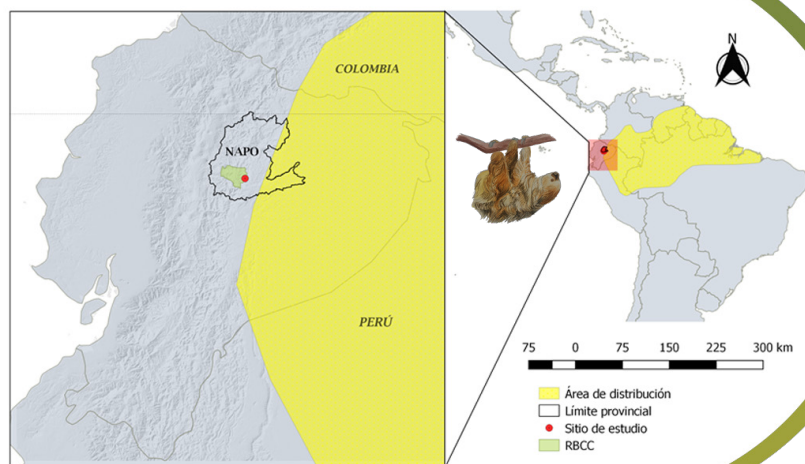 COLOMBIA
NAPO
PERÚ
N
75 0 75 150 225 300 km
Área de distribución
Límite provincial
Sitio de estudio
RBCC